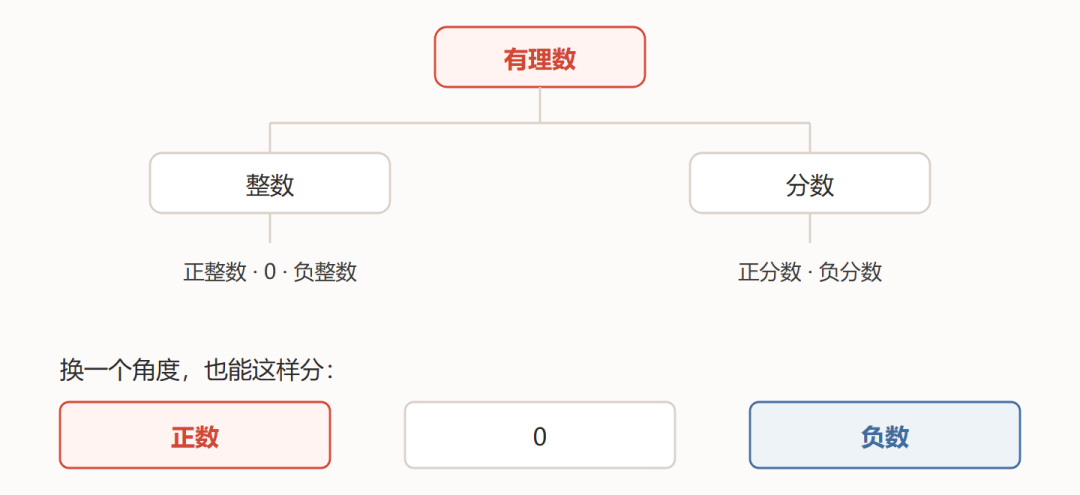 有理数
整数
分数
正整数 · 0 · 负整数
正分数 · 负分数
换一个角度，也能这样分：
正数
0
负数